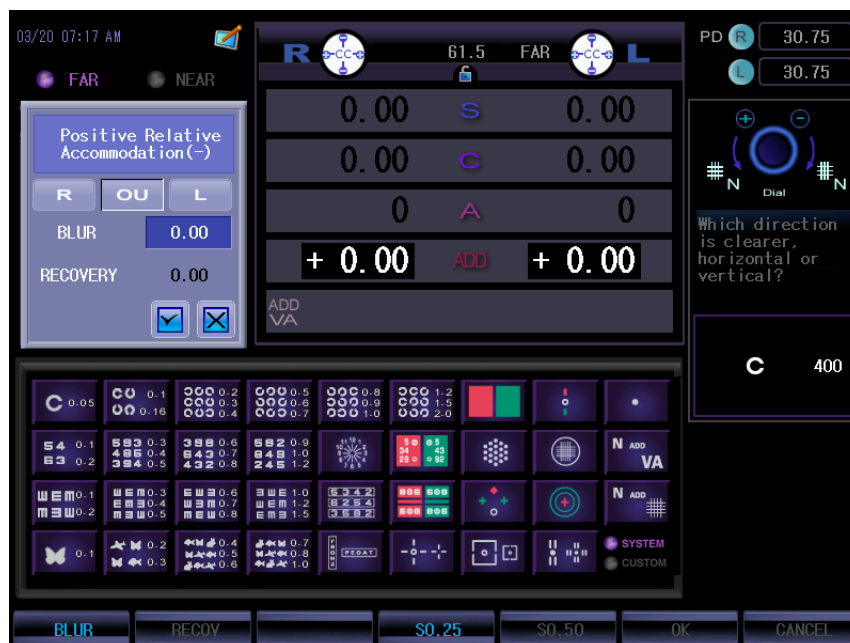 03/20 07:17 AM
FAR
NEAR
R
CC
61.5
FAR
CC
L
PD R 30.75
L 30.75
Positive Relative
Accommodation(-)
R OU L
BLUR 0.00
RECOVERY 0.00
0.00 S 0.00
0.00 C 0.00
0 A 0
+ 0.00 ADD + 0.00
ADD
VA
N
Dial
N
Which direction
is clearer,
horizontal or
vertical?
C 400
C 0.05
0.1
0.16
0.2
0.3
0.4
0.5
0.6
0.7
0.8
0.9
1.0
1.2
1.5
2.0
54 0.1
63 0.2
583 0.3
486 0.4
394 0.5
398 0.6
643 0.7
432 0.8
582 0.9
849 1.0
245 1.2
N ADD
VA
0.1
0.2
0.3
0.4
0.5
0.6
0.7
0.8
1.0
1.2
1.5
N ADD
0.1
0.2
0.3
0.4
0.5
0.6
0.7
0.8
1.0
SYSTEM
CUSTOM
BLUR RECOV S0.25 S0.50 OK CANCEL